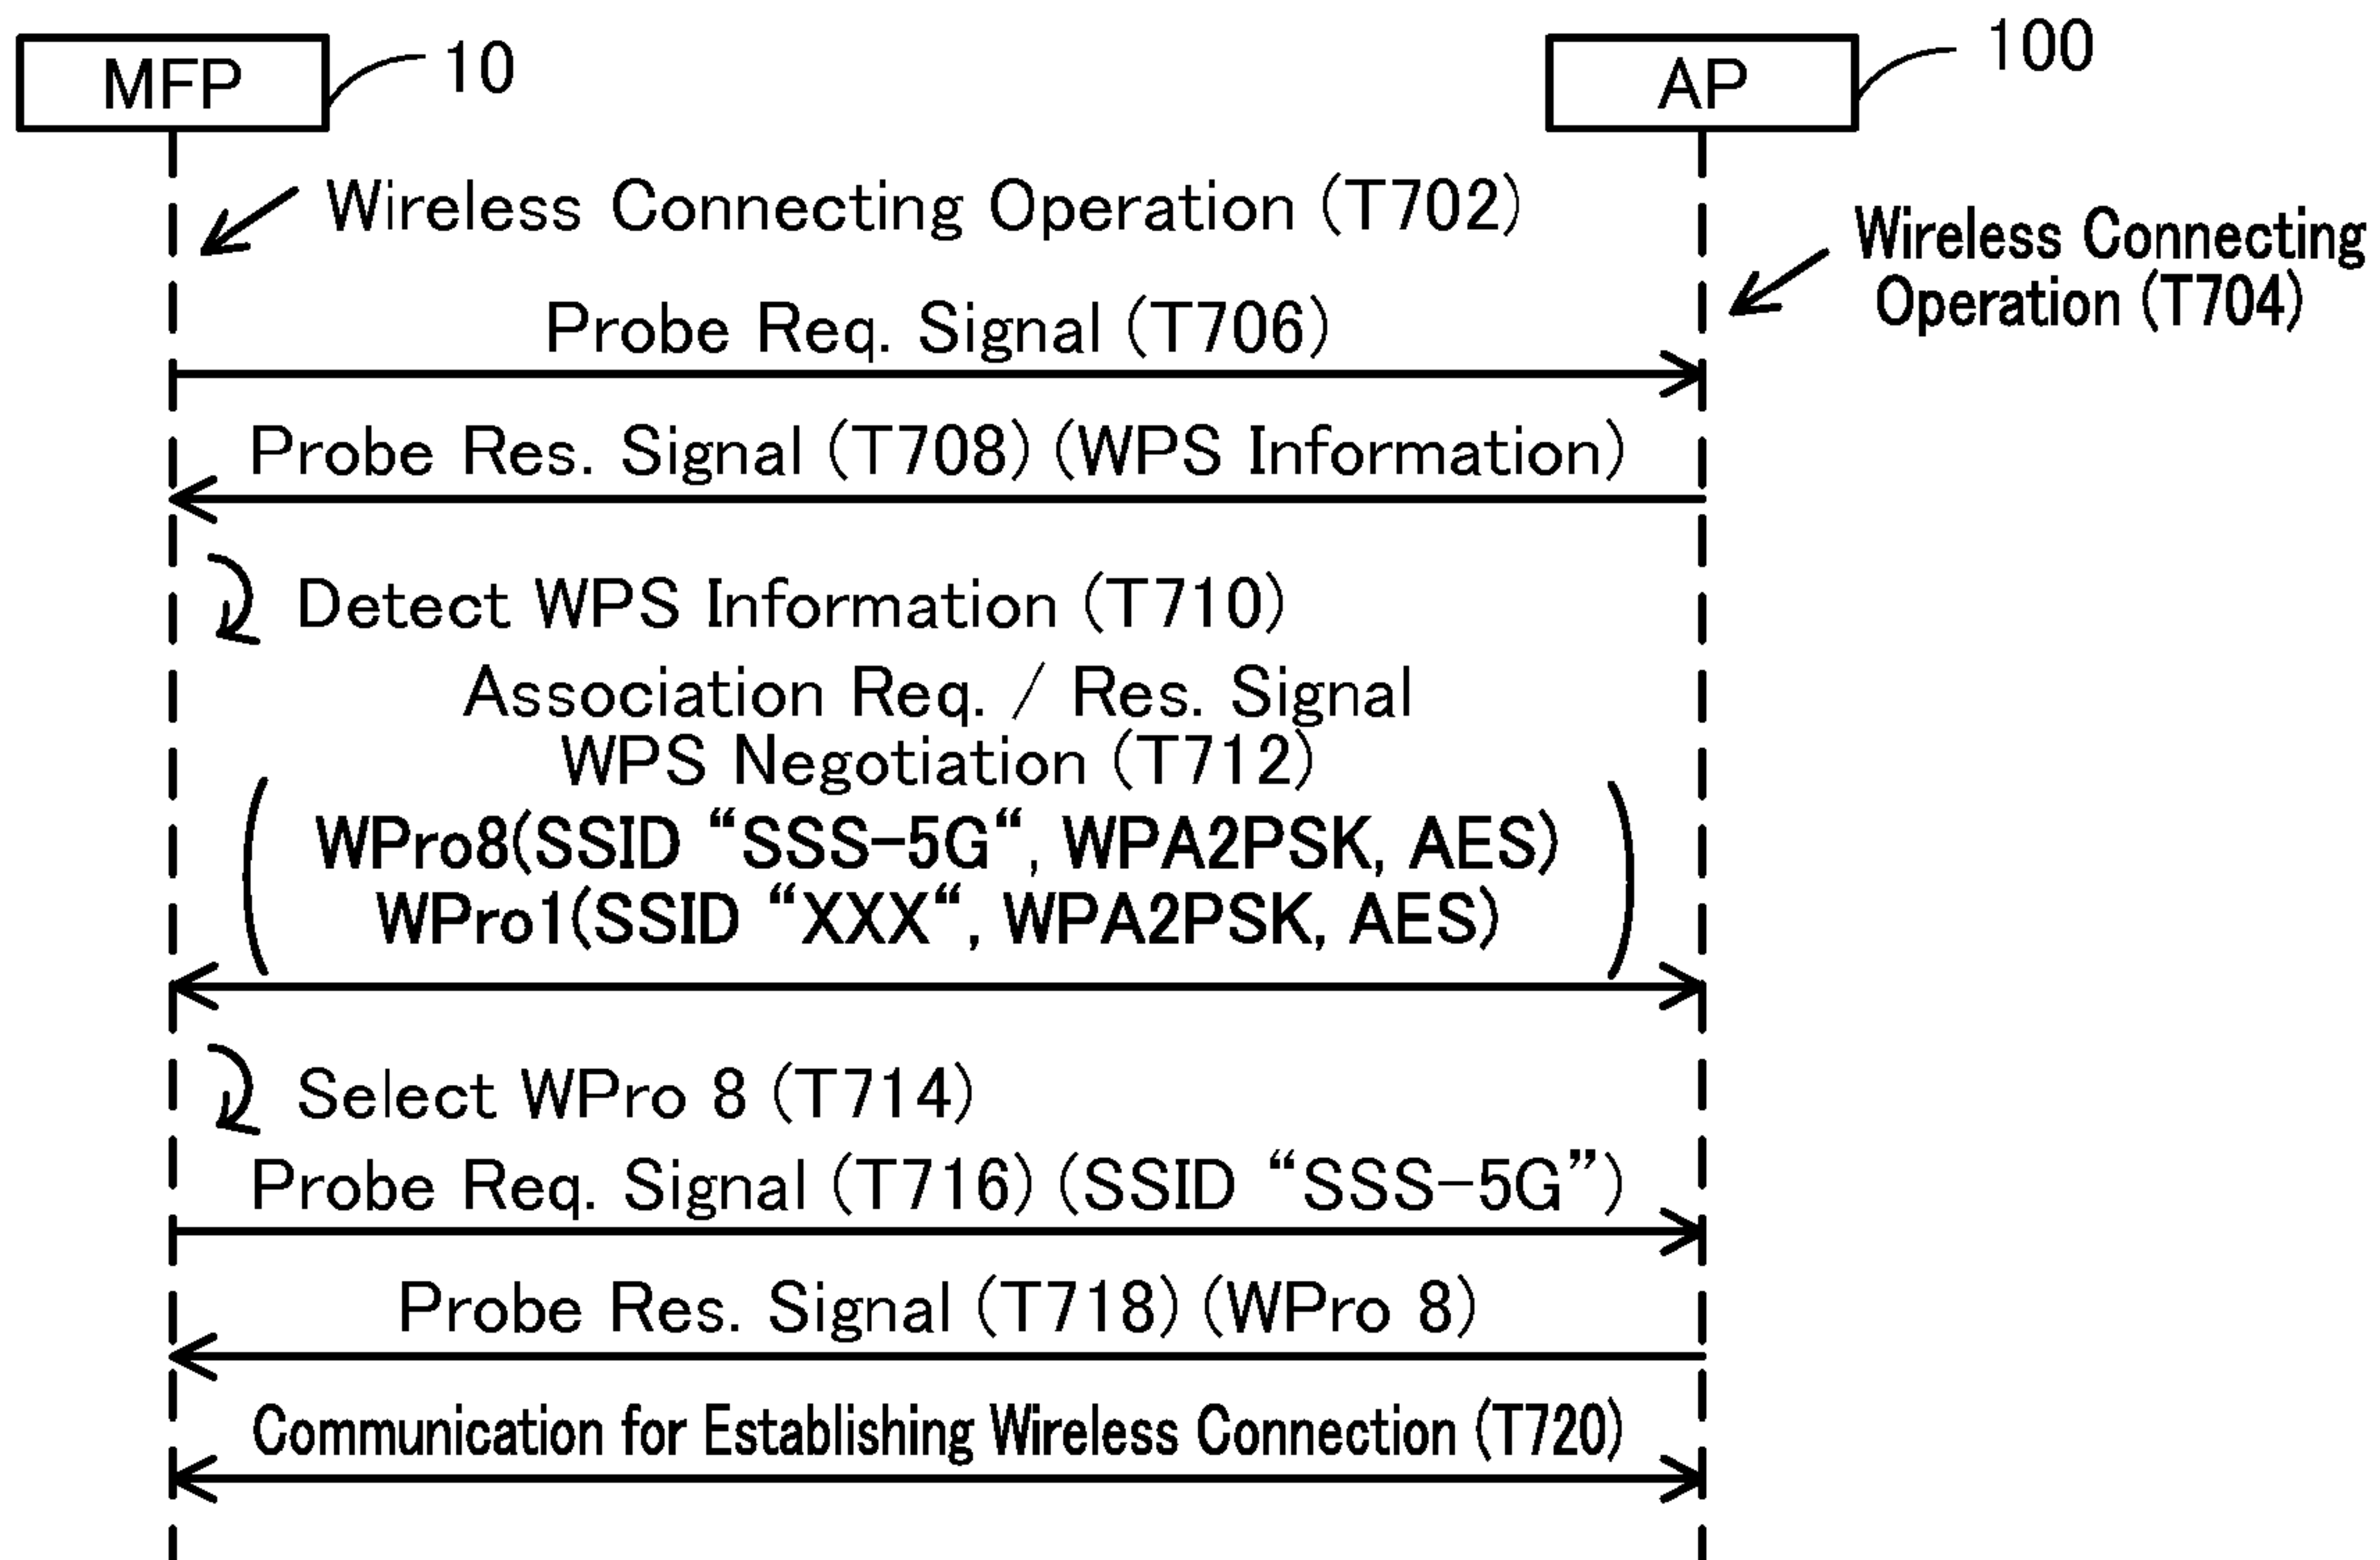 MFP
10
AP
100
Wireless Connecting Operation (T702)
Wireless Connecting
Operation (T704)
Probe Req. Signal (T706)
Probe Res. Signal (T708) (WPS Information)
Detect WPS Information (T710)
Association Req. / Res. Signal
WPS Negotiation (T712)
WPro8(SSID “SSS-5G“, WPA2PSK, AES)
WPro1(SSID “XXX“, WPA2PSK, AES)
Select WPro 8 (T714)
Probe Req. Signal (T716) (SSID “SSS-5G”)
Probe Res. Signal (T718) (WPro 8)
Communication for Establishing Wireless Connection (T720)